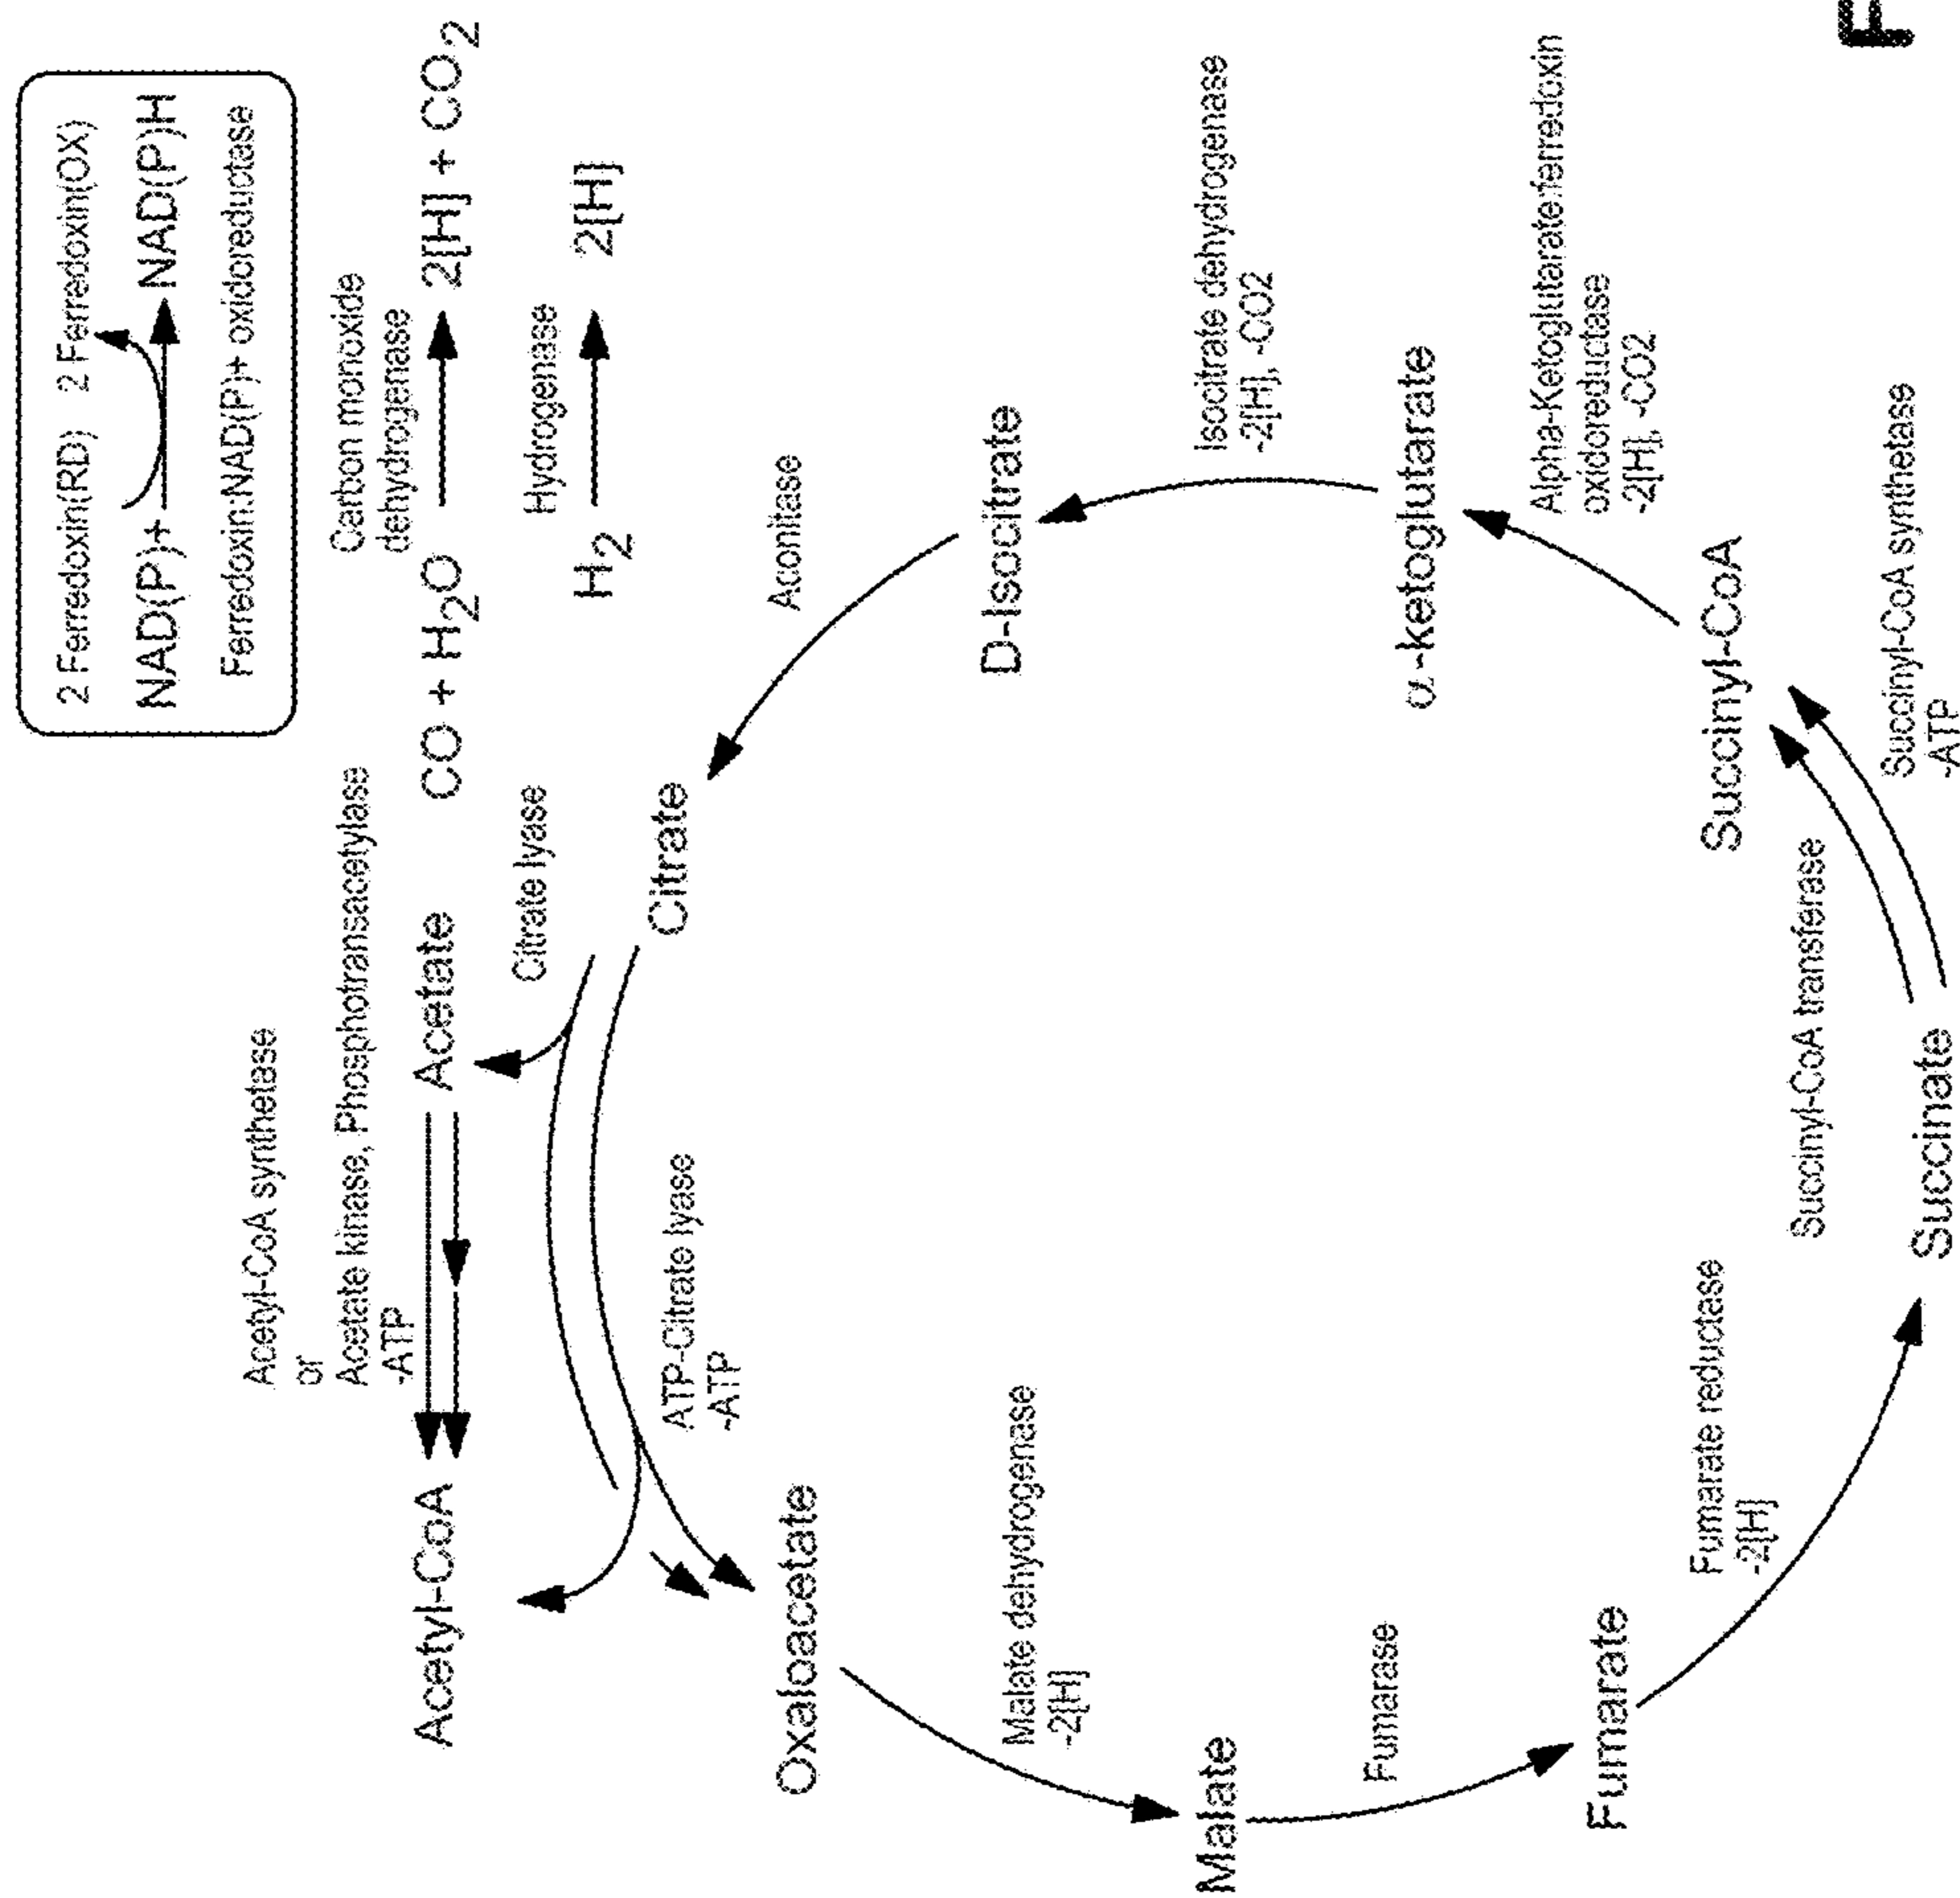 2 Ferredoxin(RD) 2 Ferredoxin(OX)
NAD(P)+ NAD(P)H
Ferredoxin:NAD(P)+ oxidoreductase
Carbon monoxide
dehydrogenase
CO + H2O 2[H] + CO2
Hydrogenase
H2 2[H]
Acetyl-CoA synthetase
or
Acetate kinase, Phosphotransacetylase
-ATP
Acetyl-CoA Acetate
Citrate lyase
Citrate
ATP-Citrate lyase
-ATP
Oxaloacetate
Aconitase
D-Isocitrate
Malate dehydrogenase
-2[H]
Isocitrate dehydrogenase
-2[H], -CO2
Malate
Fumarase
α-ketoglutarate
Alpha-Ketoglutarate:ferredoxin
oxidoreductase
-2[H], -CO2
Fumarate
Fumarate reductase
-2[H]
Succinyl-CoA
Succinyl-CoA transferase
Succinyl-CoA synthetase
-ATP
Succinate
F